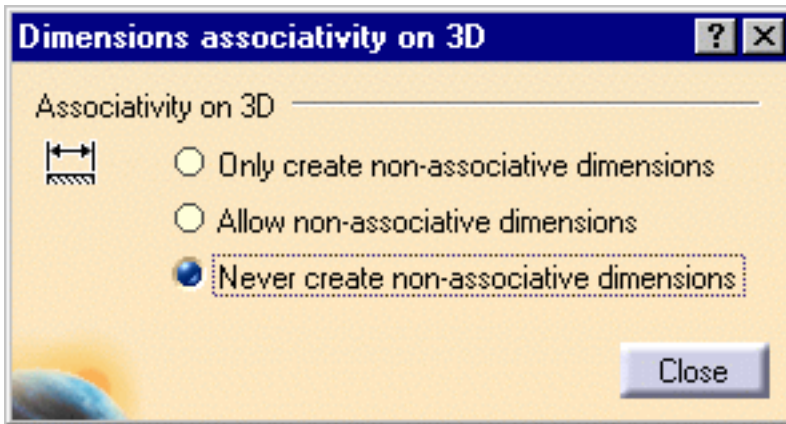 Dimensions associativity on 3D ? X
Associativity on 3D
Only create non-associative dimensions
Allow non-associative dimensions
Never create non-associative dimensions
Close